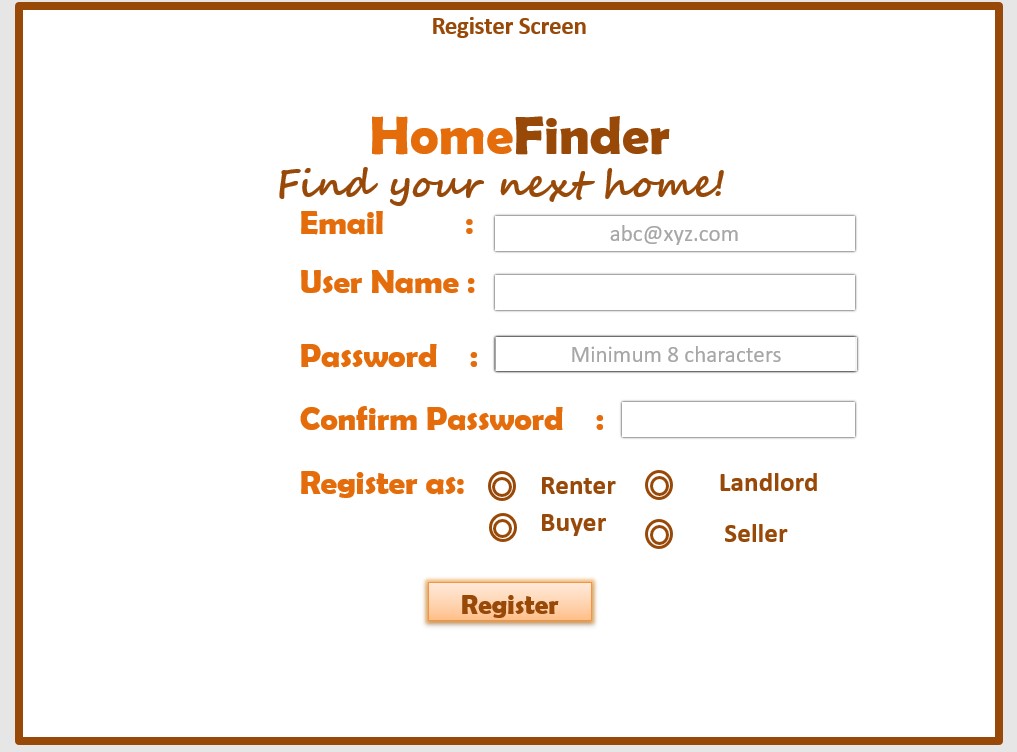 Register Screen
HomeFinder
Find your next home!
Email : abc@xyz.com
User Name :
Password : Minimum 8 characters
Confirm Password :
Register as: Renter Landlord
Buyer Seller
Register